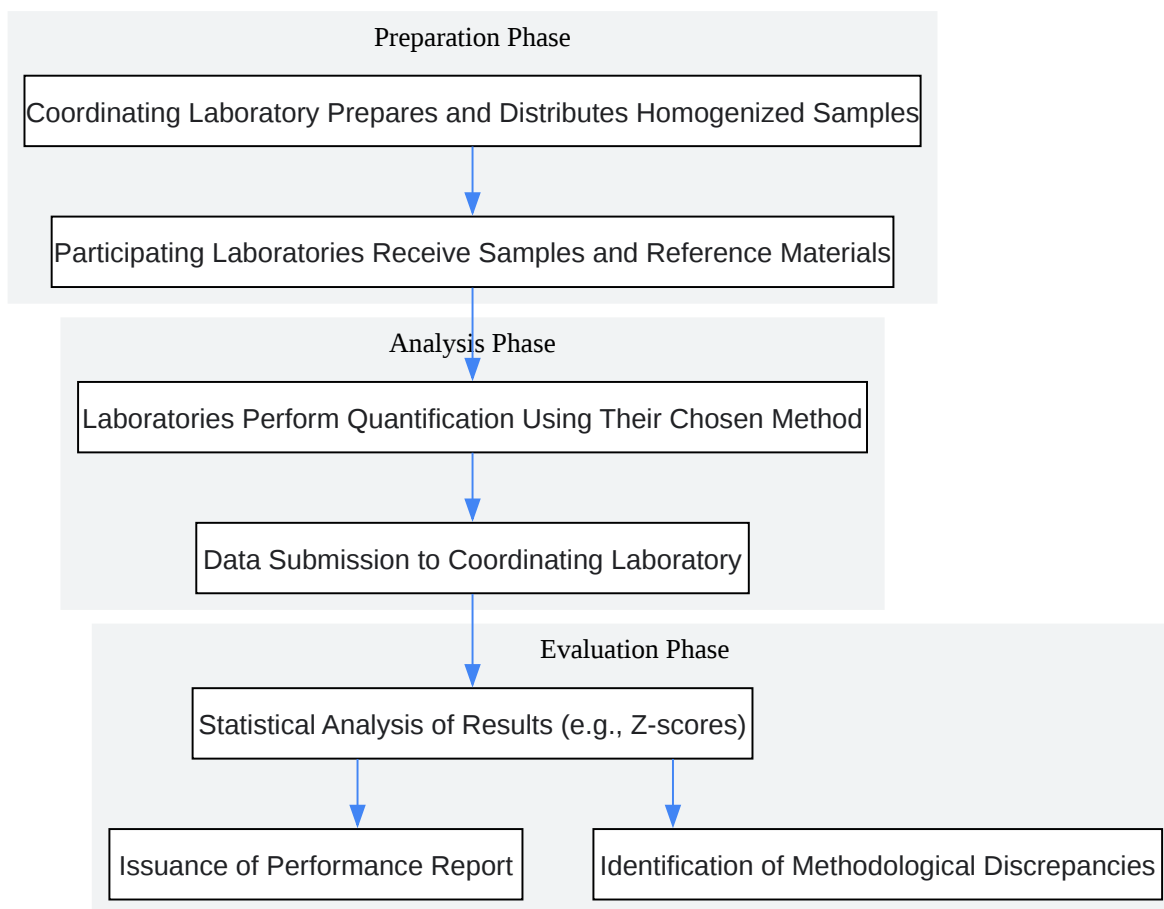 Preparation Phase
Coordinating Laboratory Prepares and Distributes Homogenized Samples
Participating Laboratories Receive Samples and Reference Materials
Analysis Phase
Laboratories Perform Quantification Using Their Chosen Method
Data Submission to Coordinating Laboratory
Evaluation Phase
Statistical Analysis of Results (e.g., Z-scores)
Issuance of Performance Report
Identification of Methodological Discrepancies